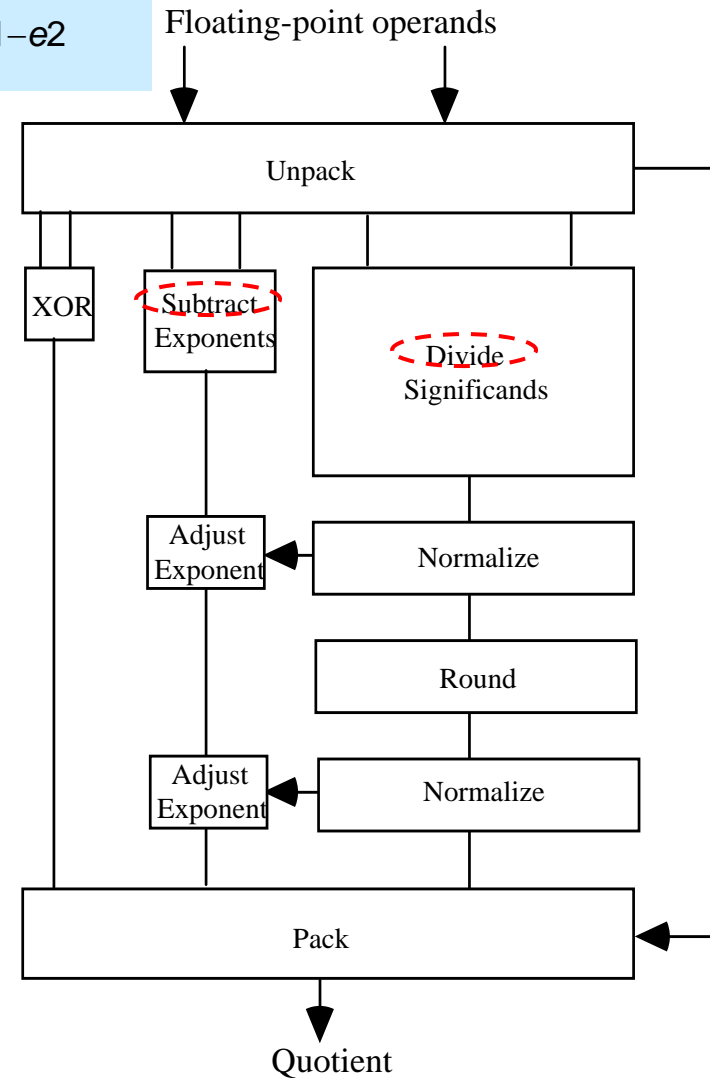 –e2
Floating-point operands
Unpack
XOR
Subtract
Exponents
Divide
Significands
Adjust
Exponent
Normalize
Round
Adjust
Exponent
Normalize
Pack
Quotient